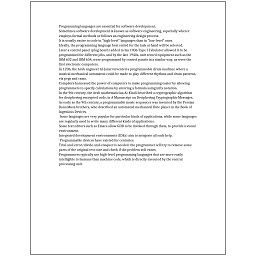 Programming languages are essential for software development.
Sometimes software development is known as software engineering, especially when it
employs formal methods or follows an engineering design process.
It is usually easier to code in "high-level" languages than in "low-level" ones.
Ideally, the programming language best suited for the task at hand will be selected.
Later a control panel (plug board) added to his 1906 Type I Tabulator allowed it to be
programmed for different jobs, and by the late 1940s, unit record equipment such as the
IBM 602 and IBM 604, were programmed by control panels in a similar way, as were the
first electronic computers.
In 1206, the Arab engineer Al-Jazari invented a programmable drum machine where a
musical mechanical automaton could be made to play different rhythms and drum patterns,
via pegs and cams.
Compilers harnessed the power of computers to make programming easier by allowing
programmers to specify calculations by entering a formula using infix notation.
In the 9th century, the Arab mathematician Al-Kindi described a cryptographic algorithm
for deciphering encrypted code, in A Manuscript on Deciphering Cryptographic Messages.
As early as the 9th century, a programmable music sequencer was invented by the Persian
Banu Musa brothers, who described an automated mechanical flute player in the Book of
Ingenious Devices.
Some languages are very popular for particular kinds of applications, while some languages
are regularly used to write many different kinds of applications.
Some text editors such as Emacs allow GDB to be invoked through them, to provide a visual
environment.
Integrated development environments (IDEs) aim to integrate all such help.
Programmable devices have existed for centuries.
Trial-and-error/divide-and-conquer is needed: the programmer will try to remove some
parts of the original test case and check if the problem still exists.
Programmers typically use high-level programming languages that are more easily
intelligible to humans than machine code, which is directly executed by the central
processing unit.